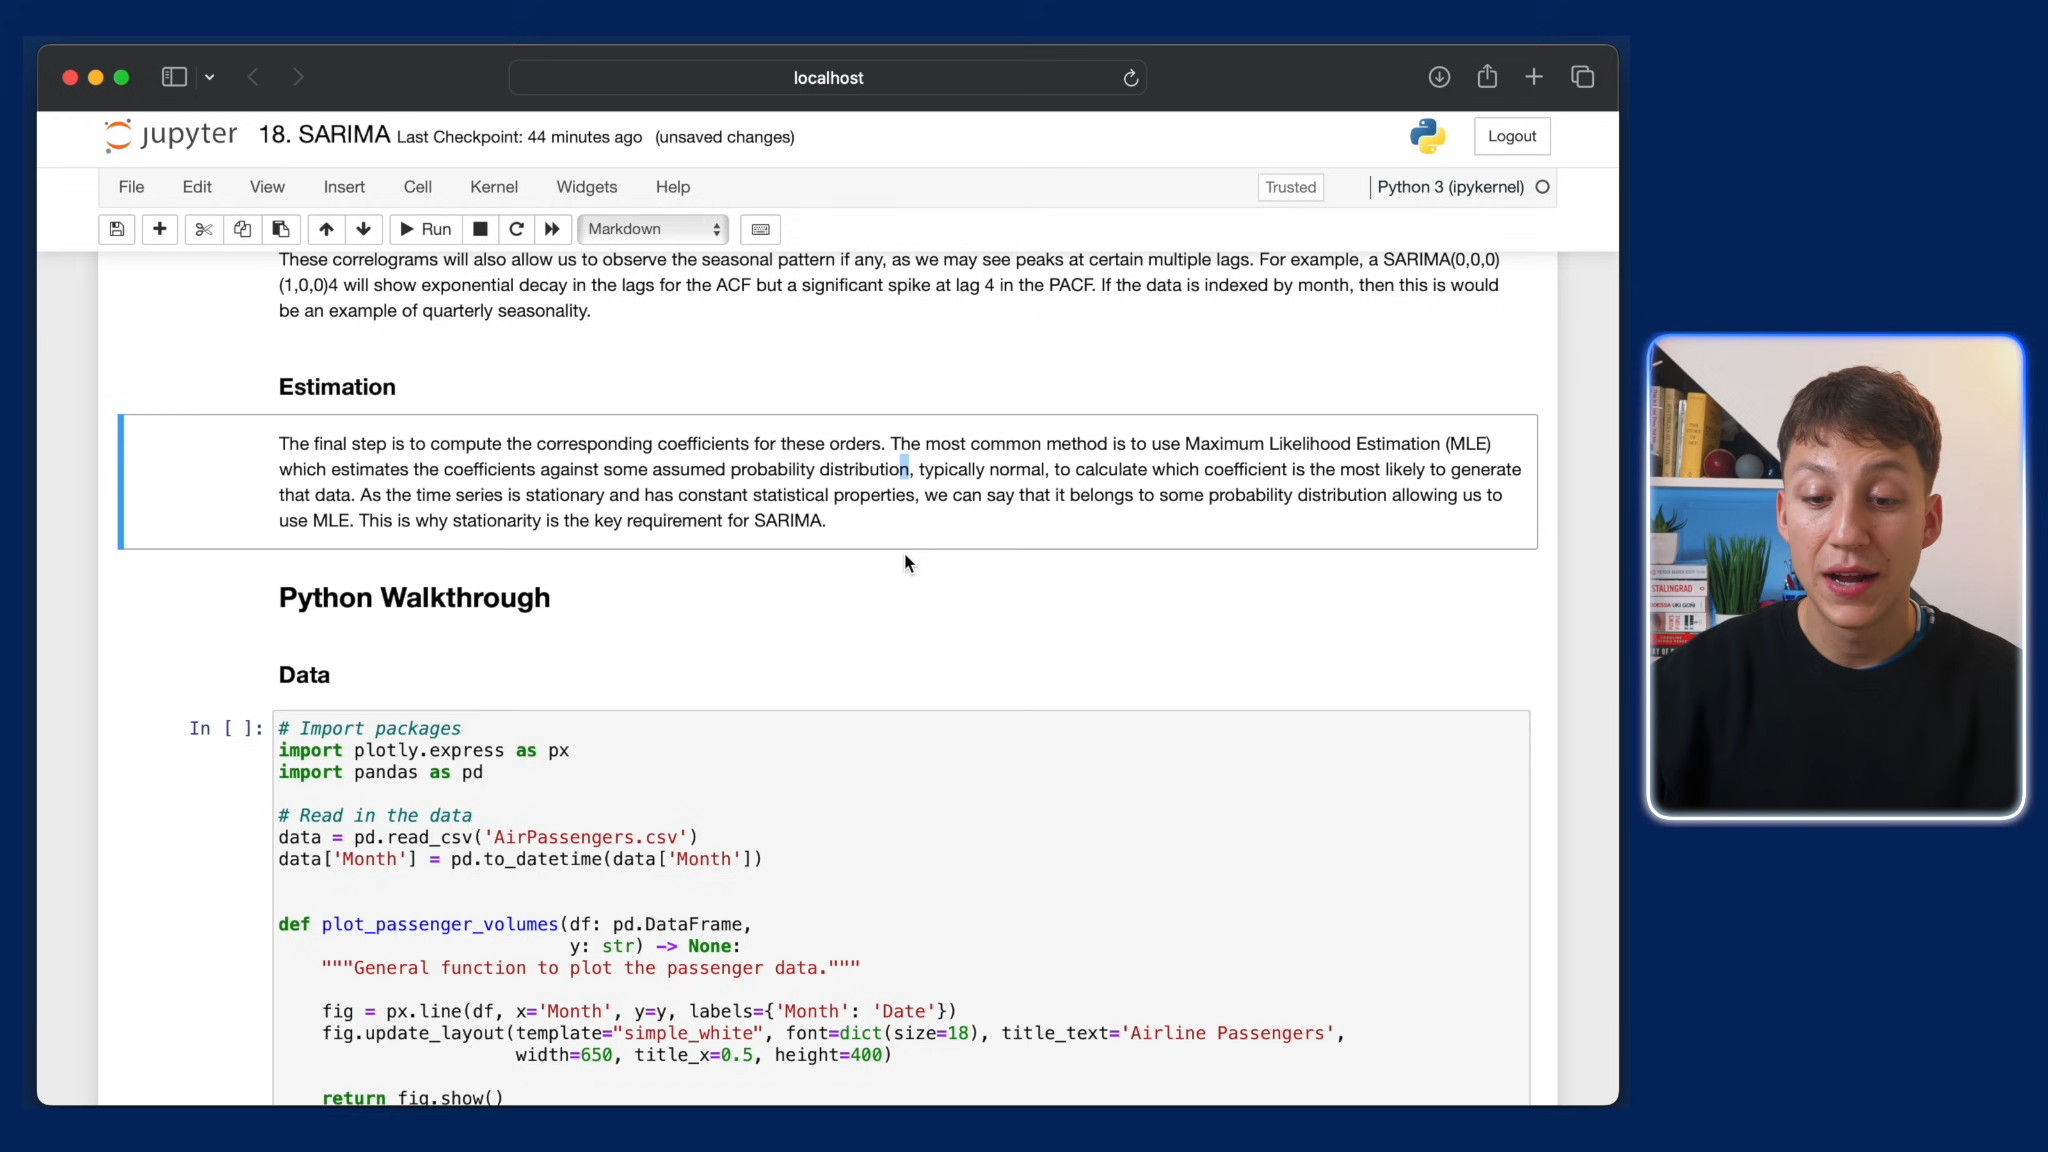 localhost
jupyter 18. SARIMA Last Checkpoint: 44 minutes ago (unsaved changes)
Logout
File Edit View Insert Cell Kernel Widgets Help
Trusted
Python 3 (ipykernel)
Run
Markdown
These correlograms will also allow us to observe the seasonal pattern if any, as we may see peaks at certain multiple lags. For example, a SARIMA(0,0,0)
(1,0,0)4 will show exponential decay in the lags for the ACF but a significant spike at lag 4 in the PACF. If the data is indexed by month, then this is would
be an example of quarterly seasonality.
Estimation
The final step is to compute the corresponding coefficients for these orders. The most common method is to use Maximum Likelihood Estimation (MLE)
which estimates the coefficients against some assumed probability distribution, typically normal, to calculate which coefficient is the most likely to generate
that data. As the time series is stationary and has constant statistical properties, we can say that it belongs to some probability distribution allowing us to
use MLE. This is why stationarity is the key requirement for SARIMA.
Python Walkthrough
Data
In [ ]:
# Import packages
import plotly.express as px
import pandas as pd
# Read in the data
data = pd.read_csv('AirPassengers.csv')
data['Month'] = pd.to_datetime(data['Month'])
def plot_passenger_volumes(df: pd.DataFrame,
y: str) -> None:
"""General function to plot the passenger data."""
fig = px.line(df, x='Month', y=y, labels={'Month': 'Date'})
fig.update_layout(template="simple_white", font=dict(size=18), title_text='Airline Passengers',
width=650, title_x=0.5, height=400)
return fig.show()
STALINGRAD